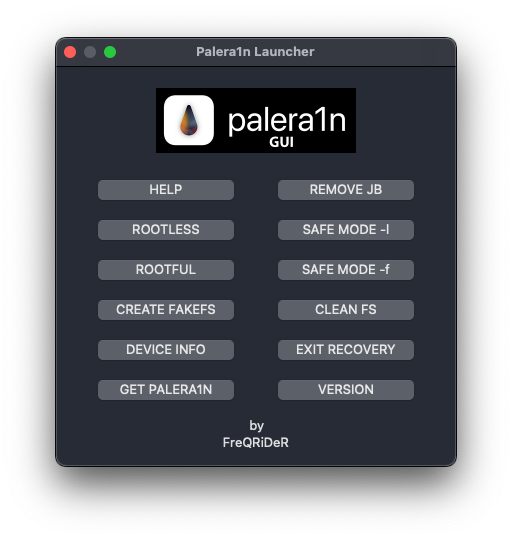 Palera1n Launcher
palera1n
GUI
HELP
REMOVE JB
ROOTLESS
SAFE MODE -l
ROOTFUL
SAFE MODE -f
CREATE FAKEFS
CLEAN FS
DEVICE INFO
EXIT RECOVERY
GET PALERA1N
VERSION
by
FreQRiDeR